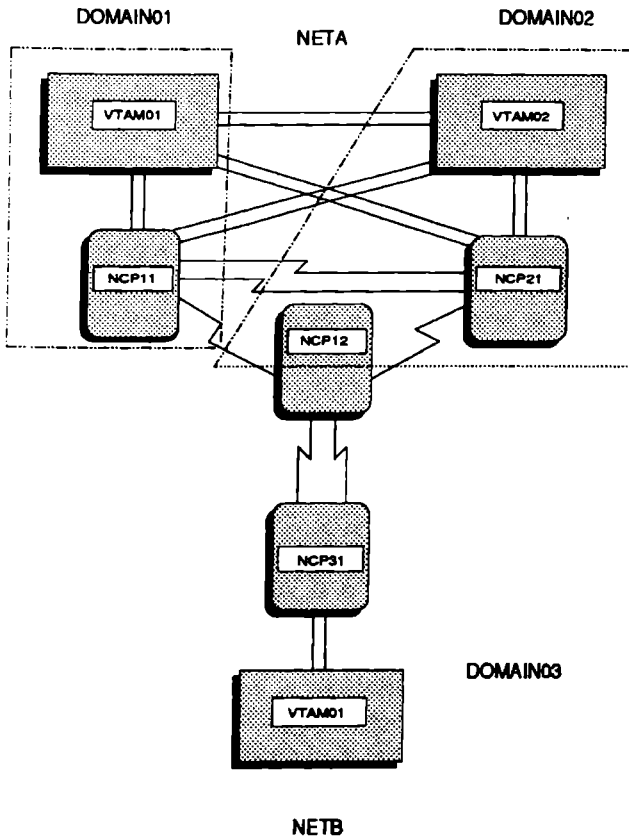 DOMAIN01
NETA
DOMAIN02
VTAM01
VTAM02
NCP11
NCP21
NCP12
NCP31
DOMAIN03
VTAM01
NETB